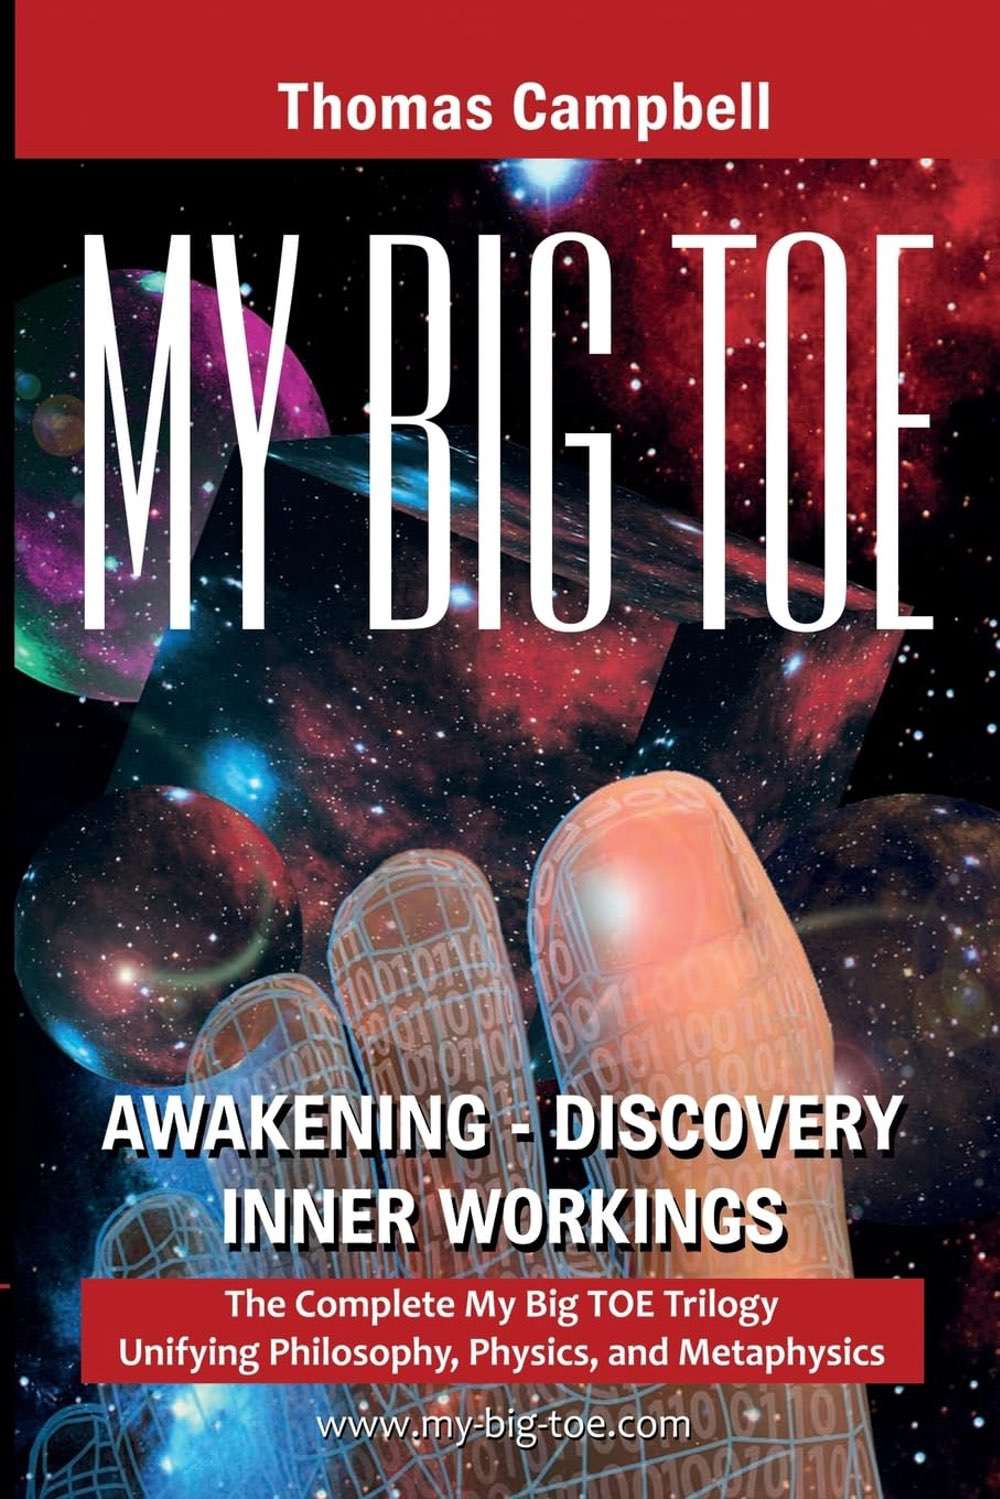 Thomas Campbell
MY BIG TOE
AWAKENING - DISCOVERY
INNER WORKINGS
The Complete My Big TOE Trilogy
Unifying Philosophy, Physics, and Metaphysics
www.my-big-toe.com